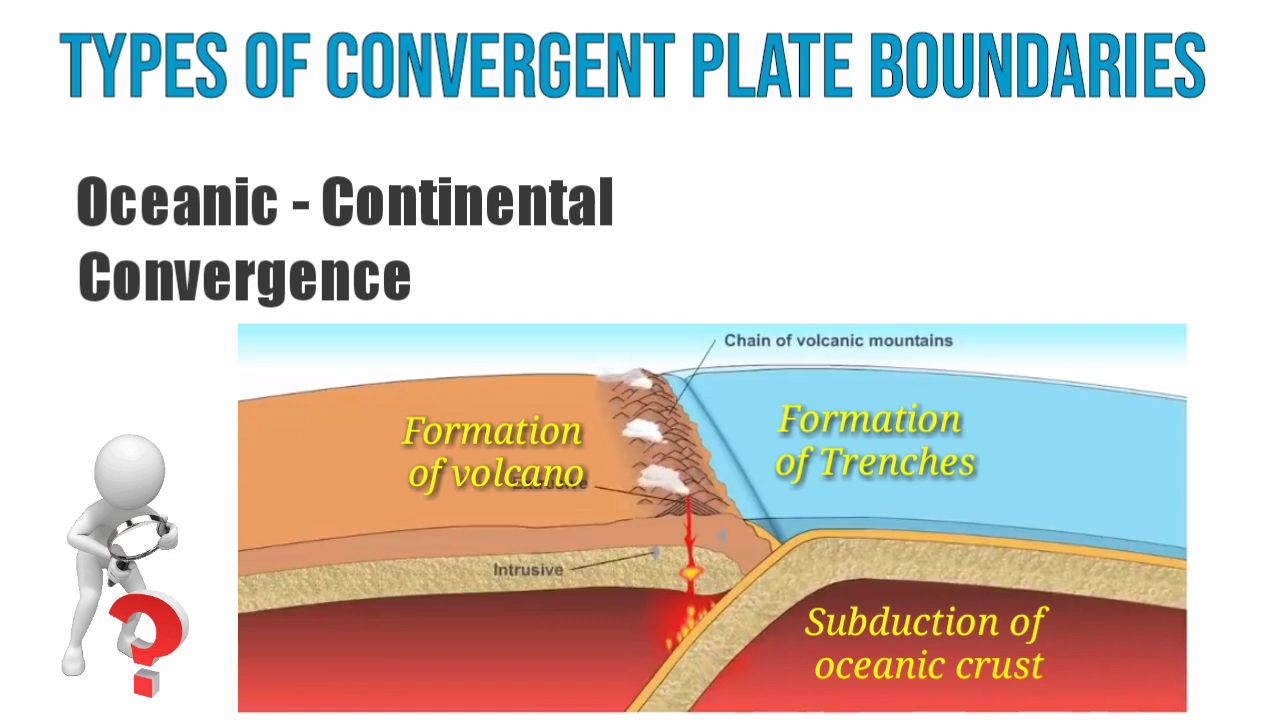 TYPES OF CONVERGENT PLATE BOUNDARIES
Oceanic - Continental
Convergence
Chain of volcanic mountains
Formation
of volcano
Formation
of Trenches
Extrusive
Intrusive
Subduction of
oceanic crust